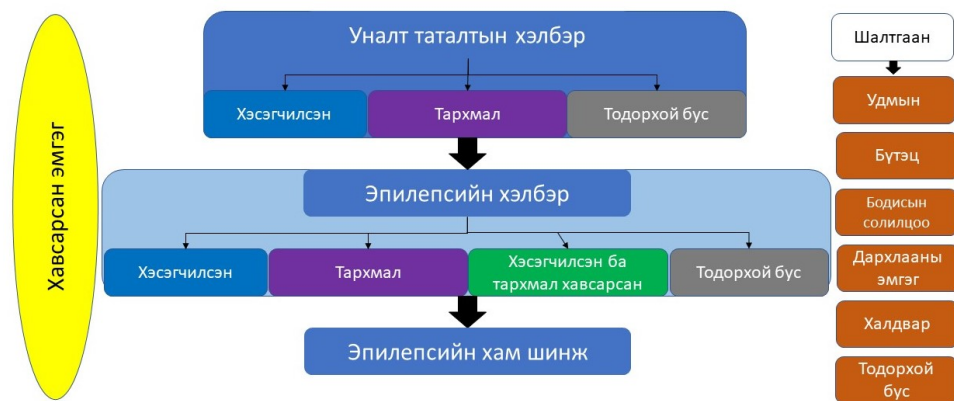 Хавсарсан эмгэг
Уналт таталтын хэлбэр
Хэсэгчилсэн
Тархмал
Тодорхой бус
Эпилепсийн хэлбэр
Хэсэгчилсэн
Тархмал
Хэсэгчилсэн ба
тархмал хавсарсан
Тодорхой бус
Эпилепсийн хам шинж
Шалтгаан
Удмын
Бүтэц
Бодисын
солилцоо
Дархлааны
эмгэг
Халдвар
Тодорхой
бус